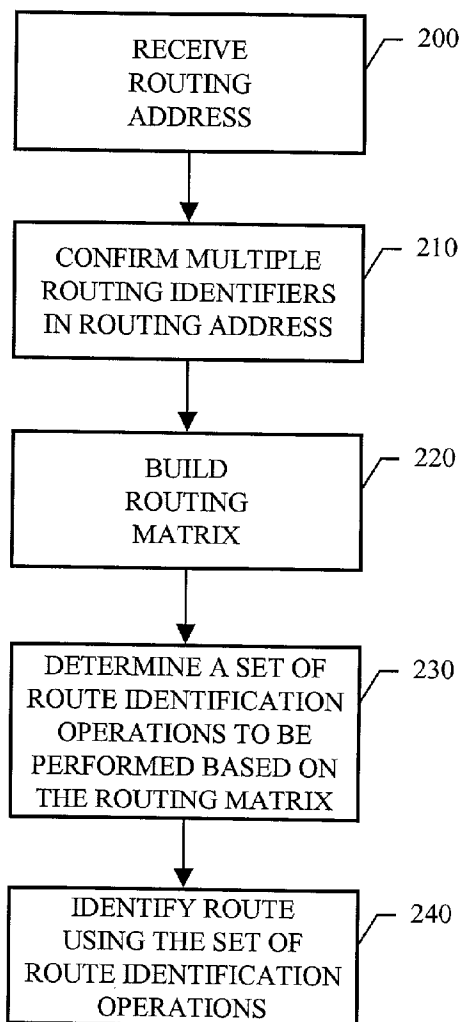 RECEIVE
ROUTING
ADDRESS
200
CONFIRM MULTIPLE
ROUTING IDENTIFIERS
IN ROUTING ADDRESS
210
BUILD
ROUTING
MATRIX
220
DETERMINE A SET OF
ROUTE IDENTIFICATION
OPERATIONS TO BE
PERFORMED BASED ON
THE ROUTING MATRIX
230
IDENTIFY ROUTE
USING THE SET OF
ROUTE IDENTIFICATION
OPERATIONS
240